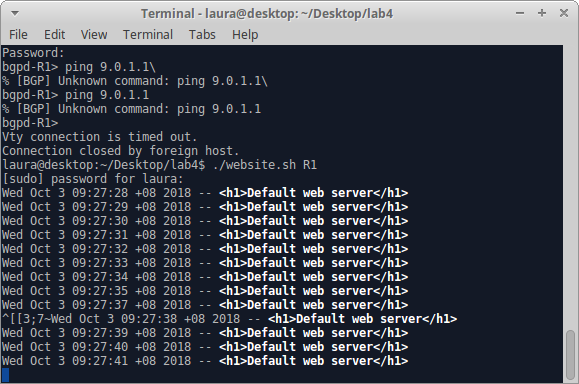 Terminal - laura@desktop: ~/Desktop/lab4
File Edit View Terminal Tabs Help
Password:
bgpd-R1> ping 9.0.1.1\
% [BGP] Unknown command: ping 9.0.1.1\
bgpd-R1> ping 9.0.1.1
% [BGP] Unknown command: ping 9.0.1.1
bgpd-R1>
Vty connection is timed out.
Connection closed by foreign host.
laura@desktop:~/Desktop/lab4$ ./website.sh R1
[sudo] password for laura:
Wed Oct 3 09:27:28 +08 2018 -- <h1>Default web server</h1>
Wed Oct 3 09:27:29 +08 2018 -- <h1>Default web server</h1>
Wed Oct 3 09:27:30 +08 2018 -- <h1>Default web server</h1>
Wed Oct 3 09:27:31 +08 2018 -- <h1>Default web server</h1>
Wed Oct 3 09:27:32 +08 2018 -- <h1>Default web server</h1>
Wed Oct 3 09:27:33 +08 2018 -- <h1>Default web server</h1>
Wed Oct 3 09:27:34 +08 2018 -- <h1>Default web server</h1>
Wed Oct 3 09:27:35 +08 2018 -- <h1>Default web server</h1>
Wed Oct 3 09:27:37 +08 2018 -- <h1>Default web server</h1>
^[[3;7~Wed Oct 3 09:27:38 +08 2018 -- <h1>Default web server</h1>
Wed Oct 3 09:27:39 +08 2018 -- <h1>Default web server</h1>
Wed Oct 3 09:27:40 +08 2018 -- <h1>Default web server</h1>
Wed Oct 3 09:27:41 +08 2018 -- <h1>Default web server</h1>